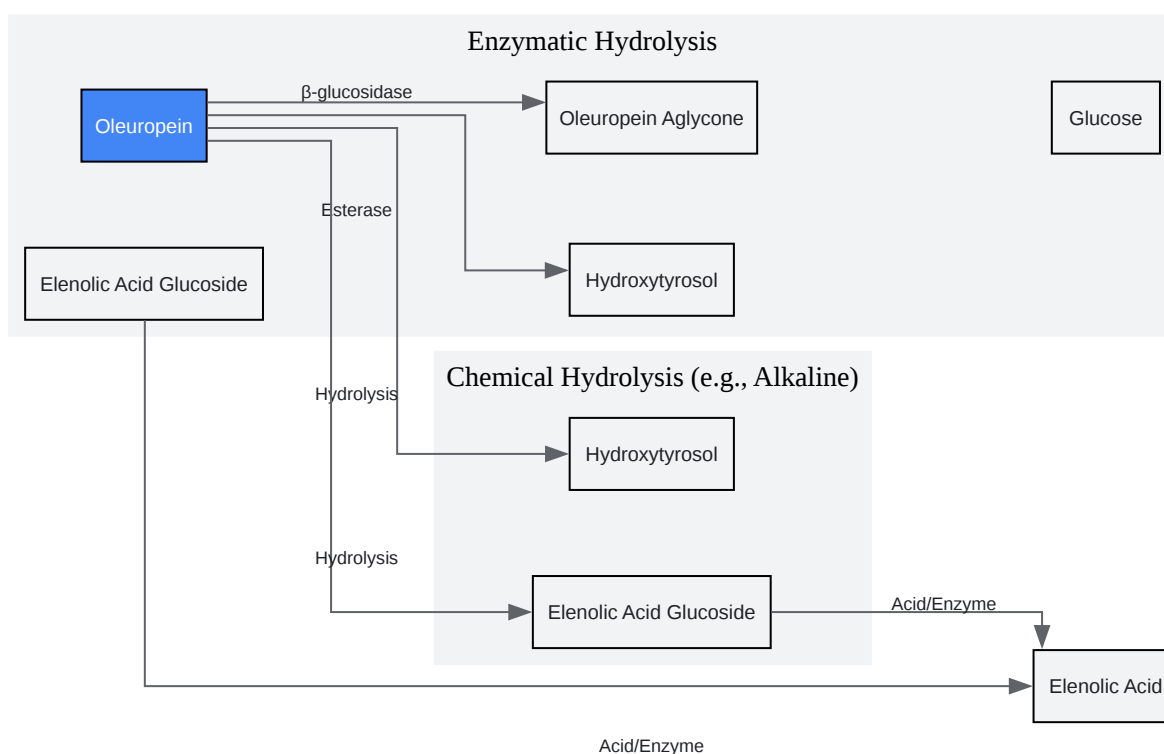 Enzymatic Hydrolysis
β-glucosidase
Oleuropein
Oleuropein Aglycone
Glucose
Esterase
Elenolic Acid Glucoside
Hydroxytyrosol
Chemical Hydrolysis (e.g., Alkaline)
Hydrolysis
Hydroxytyrosol
Hydrolysis
Elenolic Acid Glucoside
Acid/Enzyme
Elenolic Acid
Acid/Enzyme